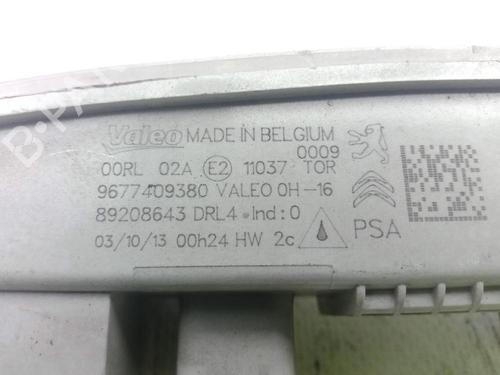 Valeo MADE IN BELGIUM
0009
00RL 02A E2 11037 TOR
9677409380 VALEO 0H-16
89208643 DRL4 • Ind : 0
03/10/13 00h24 HW 2c
PSA
B-PARTS